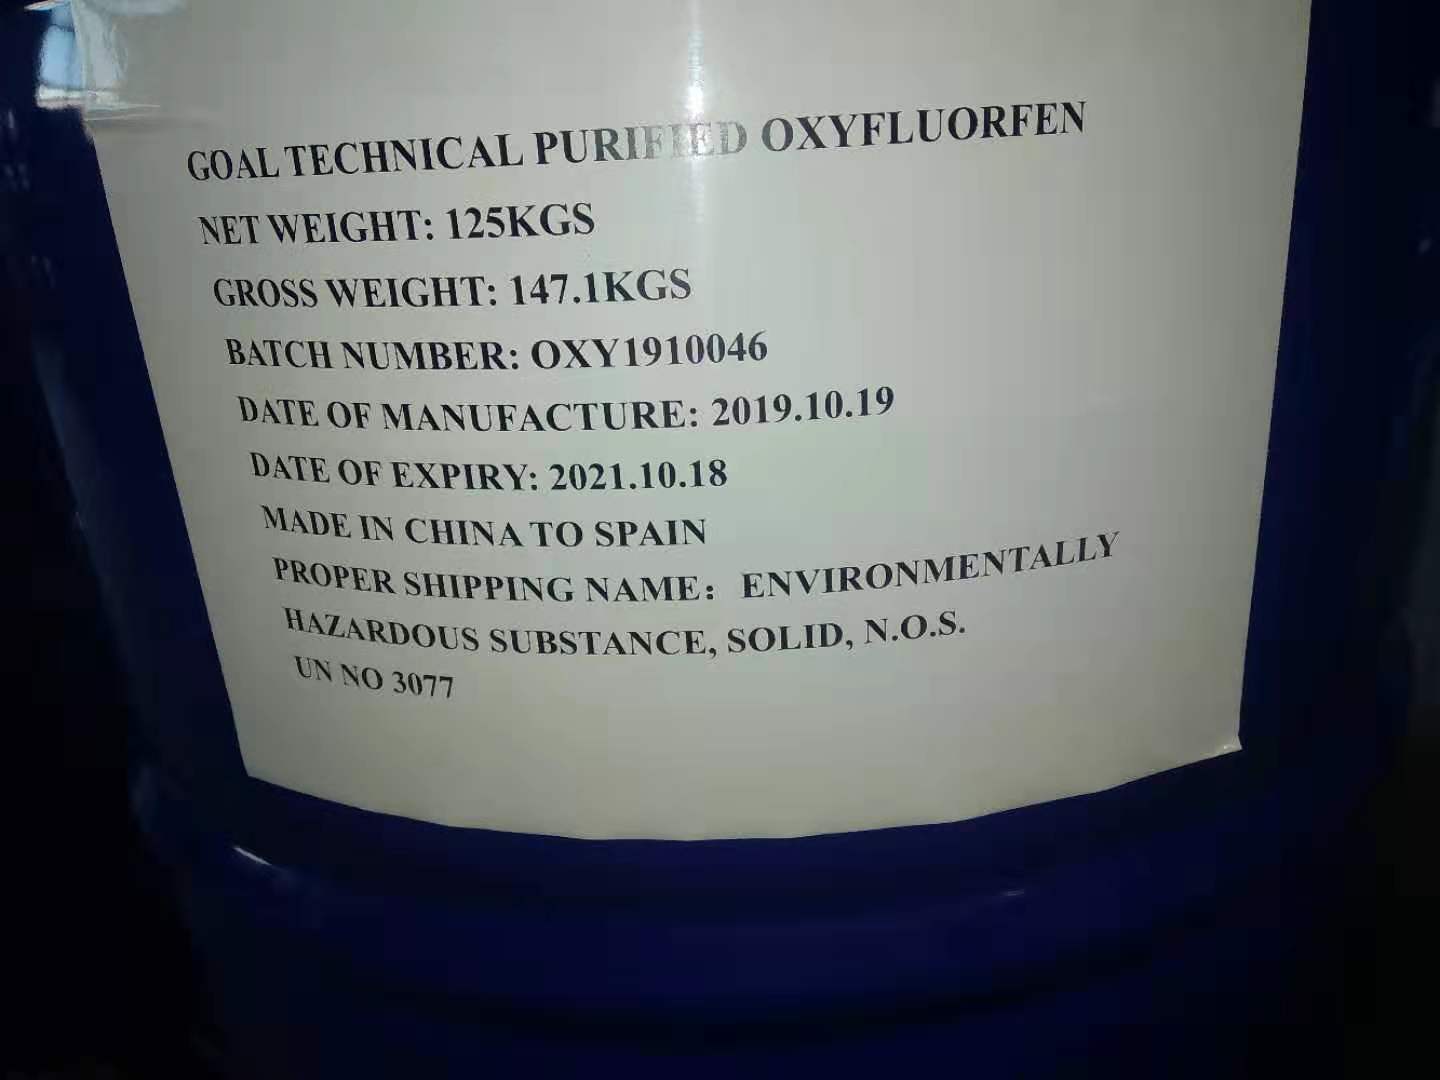 GOAL TECHNICAL PURIFIED OXYFLUORFEN
NET WEIGHT: 125KGS
GROSS WEIGHT: 147.1KGS
BATCH NUMBER: OXY1910046
DATE OF MANUFACTURE: 2019.10.19
DATE OF EXPIRY: 2021.10.18
MADE IN CHINA TO SPAIN
PROPER SHIPPING NAME: ENVIRONMENTALLY
HAZARDOUS SUBSTANCE, SOLID, N.O.S.
UN NO 3077